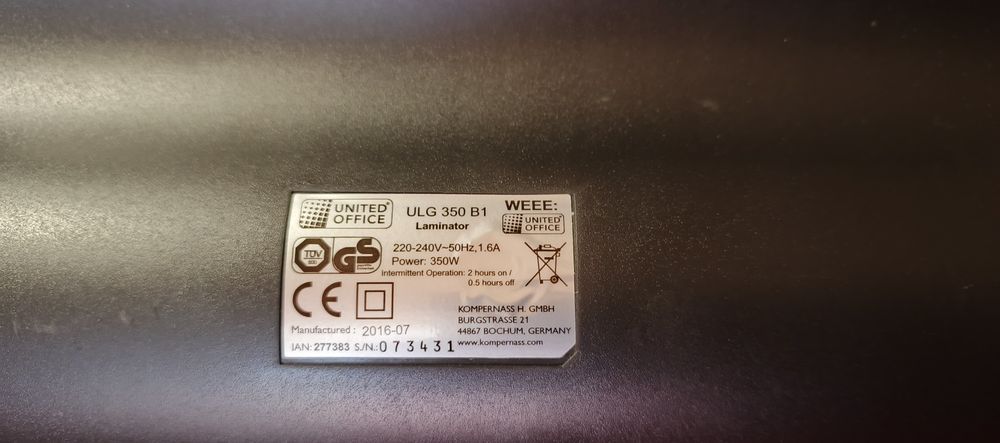 UNITED OFFICE
ULG 350 B1
Laminator
WEEE:
UNITED OFFICE
TÜV
SÜD
GS
220-240V~50Hz,1.6A
Power: 350W
Intermittent Operation: 2 hours on /
0.5 hours off
CE
KOMPERNASS H. GMBH
BURGSTRASSE 21
44867 BOCHUM, GERMANY
www.kompernass.com
Manufactured : 2016-07
IAN: 277383 S./N.: 073431